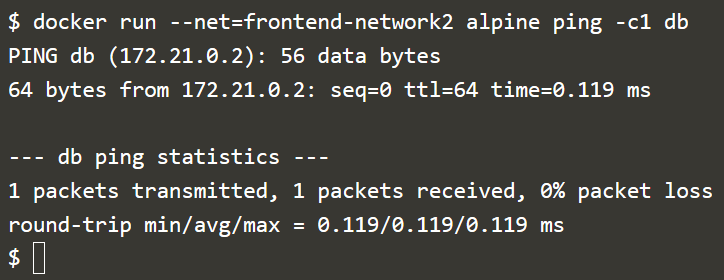 $ docker run --net=frontend-network2 alpine ping -c1 db
PING db (172.21.0.2): 56 data bytes
64 bytes from 172.21.0.2: seq=0 ttl=64 time=0.119 ms

--- db ping statistics ---
1 packets transmitted, 1 packets received, 0% packet loss
round-trip min/avg/max = 0.119/0.119/0.119 ms
$